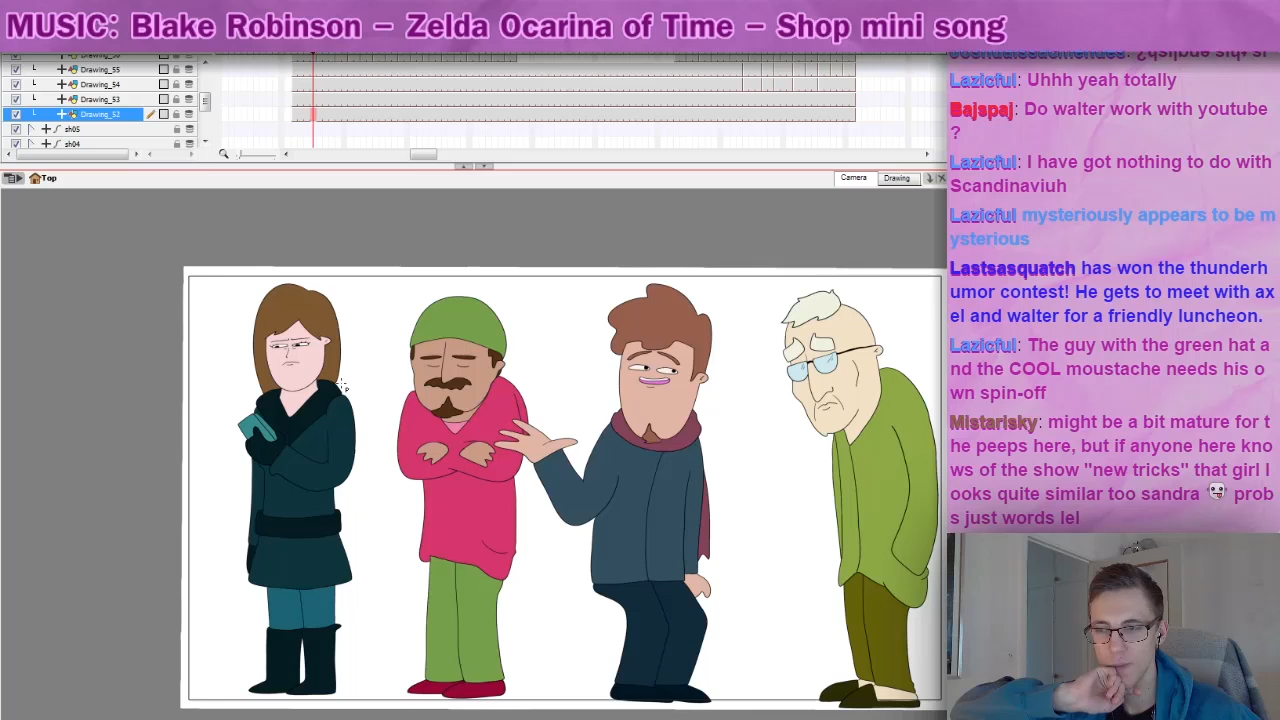 MUSIC: Blake Robinson - Zelda Ocarina of Time - Shop mini song
Drawing_55
Drawing_54
Drawing_53
Drawing_52
sh05
sh04
Top
Camera
Drawing
Lazicful: Uhhh yeah totally
Bajspaj: Do walter work with youtube
?
Lazicful: I have got nothing to do with
Scandinaviuh
Lazicful mysteriously appears to be m
ysterious
Lastsasquatch has won the thunderh
umor contest! He gets to meet with ax
el and walter for a friendly luncheon.
Lazicful: The guy with the green hat a
nd the COOL moustache needs his o
wn spin-off
Mistarisky: might be a bit mature for t
he peeps here, but if anyone here kno
ws of the show "new tricks" that girl l
ooks quite similar too sandra prob
s just words lel